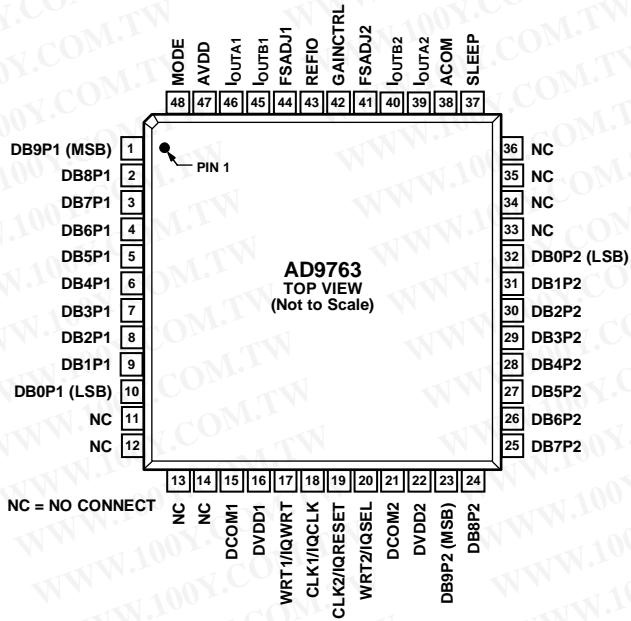 MODE
AVDD
IOUTA1
IOUTB1
FSADJ1
REFIO
GAINCTRL
FSADJ2
IOUTB2
IOUTA2
ACOM
SLEEP
48 47 46 45 44 43 42 41 40 39 38 37
DB9P1 (MSB) 1
DB8P1 2
DB7P1 3
DB6P1 4
DB5P1 5
DB4P1 6
DB3P1 7
DB2P1 8
DB1P1 9
DB0P1 (LSB) 10
NC 11
NC 12
PIN 1
AD9763
TOP VIEW
(Not to Scale)
36 NC
35 NC
34 NC
33 NC
32 DB0P2 (LSB)
31 DB1P2
30 DB2P2
29 DB3P2
28 DB4P2
27 DB5P2
26 DB6P2
25 DB7P2
13 14 15 16 17 18 19 20 21 22 23 24
NC
NC
DCOM1
DVDD1
WRT1/IQWRT
CLK1/IQCLK
CLK2/IQRESET
WRT2/IQSEL
DCOM2
DVDD2
DB9P2 (MSB)
DB8P2
NC = NO CONNECT
WWW.100Y.COM.TW